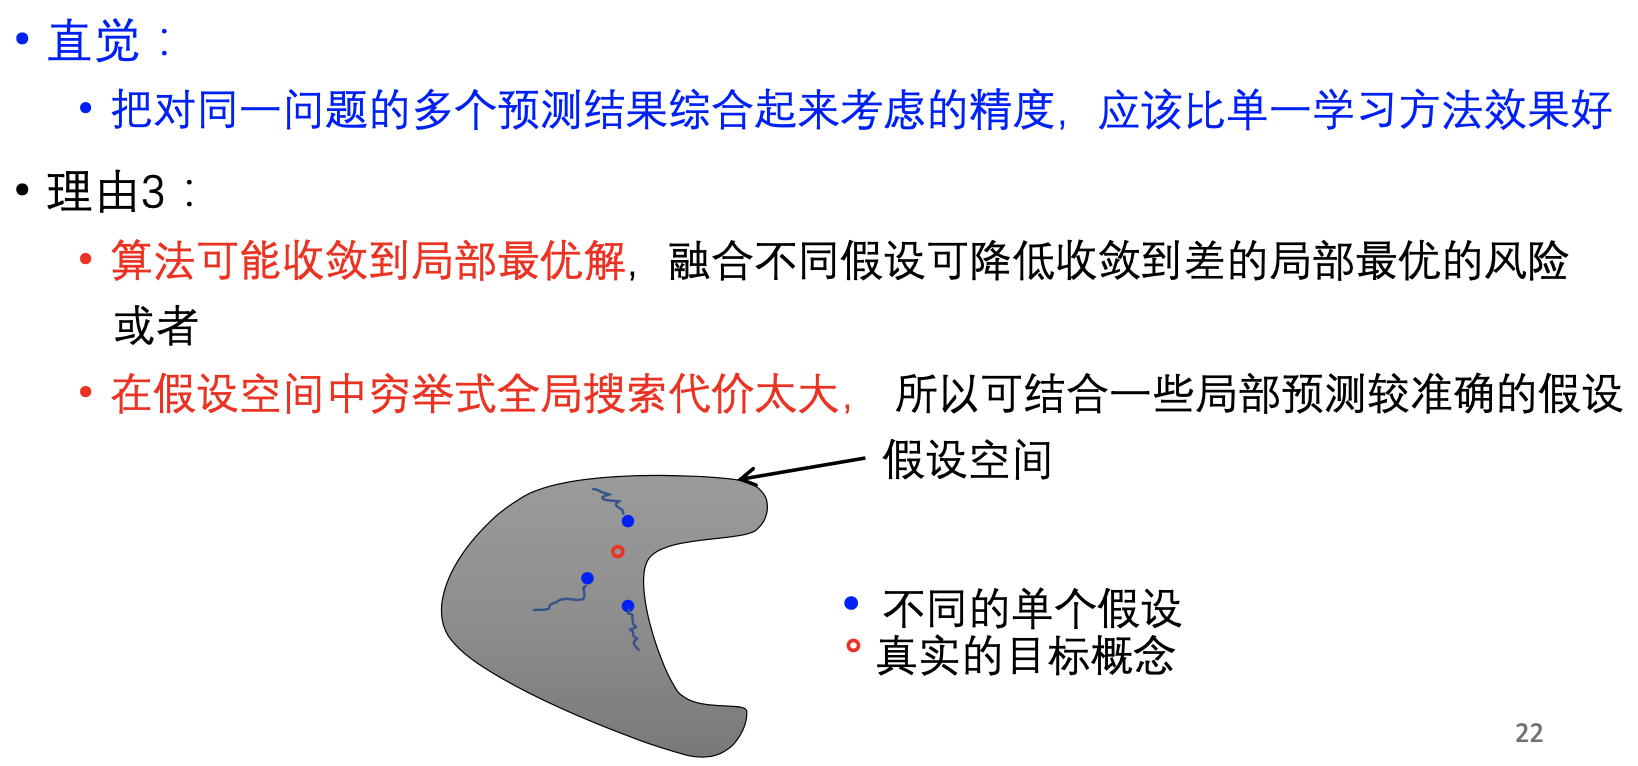 • 直觉：
• 把对同一问题的多个预测结果综合起来考虑的精度，应该比单一学习方法效果好
• 理由3：
• 算法可能收敛到局部最优解，融合不同假设可降低收敛到差的局部最优的风险
或者
• 在假设空间中穷举式全局搜索代价太大， 所以可结合一些局部预测较准确的假设
假设空间
不同的单个假设
真实的目标概念
22